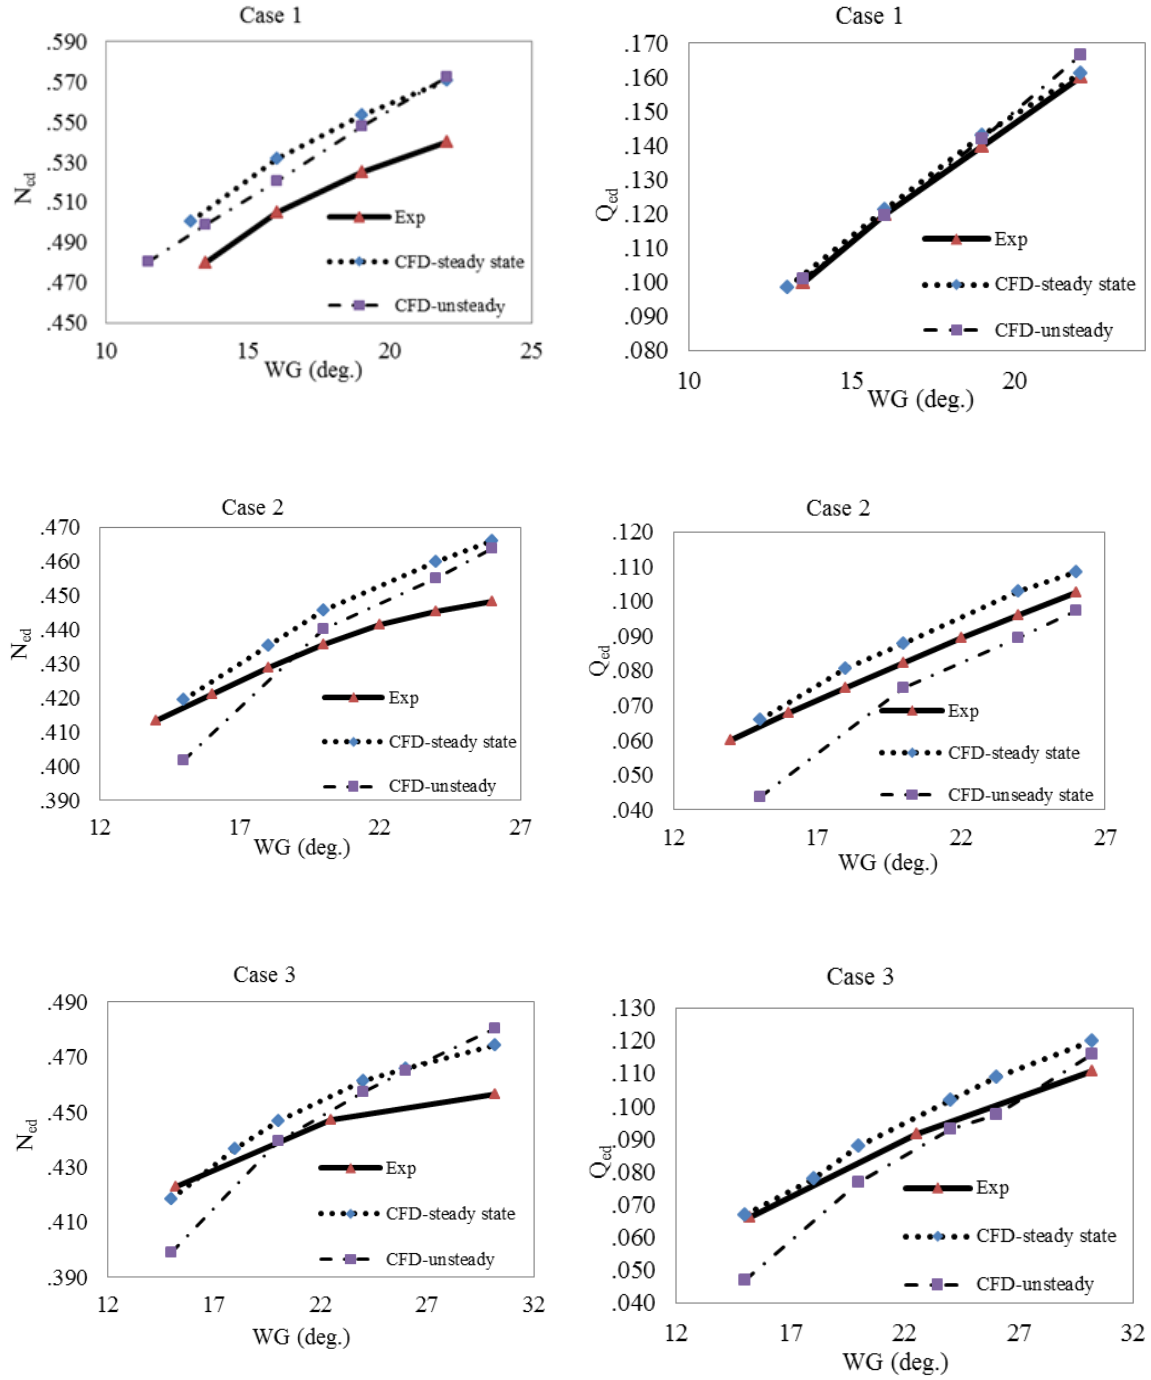 Case 1
.590
.570
.550
.530
.510
.490
.470
.450
Ned
Exp
CFD-steady state
CFD-unsteady
10
15
20
25
WG (deg.)
Case 1
.170
.160
.150
.140
.130
.120
.110
.100
.090
.080
Qed
Exp
CFD-steady state
CFD-unsteady
10
15
20
WG (deg.)
Case 2
.470
.460
.450
.440
.430
.420
.410
.400
.390
Ned
Exp
CFD-steady state
CFD-unsteady
12
17
22
27
WG (deg.)
Case 2
.120
.110
.100
.090
.080
.070
.060
.050
.040
Qed
Exp
CFD-steady state
CFD-unseady state
12
17
22
27
WG (deg.)
Case 3
.490
.470
.450
.430
.410
.390
Ned
Exp
CFD-steady state
CFD-unsteady
12
17
22
27
32
WG (deg.)
Case 3
.130
.120
.110
.100
.090
.080
.070
.060
.050
.040
Qed
Exp
CFD-steady state
CFD-unsteady
12
17
22
27
32
WG (deg.)